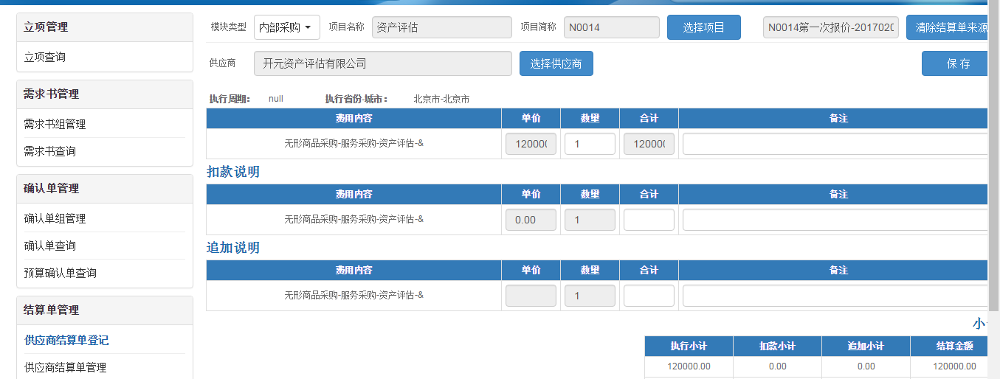 立项管理
立项查询
需求书管理
需求书组管理
需求书查询
确认单管理
确认单组管理
确认单查询
预算确认单查询
结算单管理
供应商结算单登记
供应商结算单管理
模块类型 内部采购 项目名称 资产评估 项目简称 N0014 选择项目 N0014第一次报价-2017020 清除结算单来源
供应商 开元资产评估有限公司 选择供应商 保 存
执行周期: null 执行省份-城市: 北京市-北京市
费用内容 单价 数量 合计 备注
无形商品采购-服务采购-资产评估-& 120000 1 120000
扣款说明
费用内容 单价 数量 合计 备注
无形商品采购-服务采购-资产评估-& 0.00 1
追加说明
费用内容 单价 数量 合计 备注
无形商品采购-服务采购-资产评估-& 1
小
执行小计 扣款小计 追加小计 结算金额
120000.00 0.00 0.00 120000.00